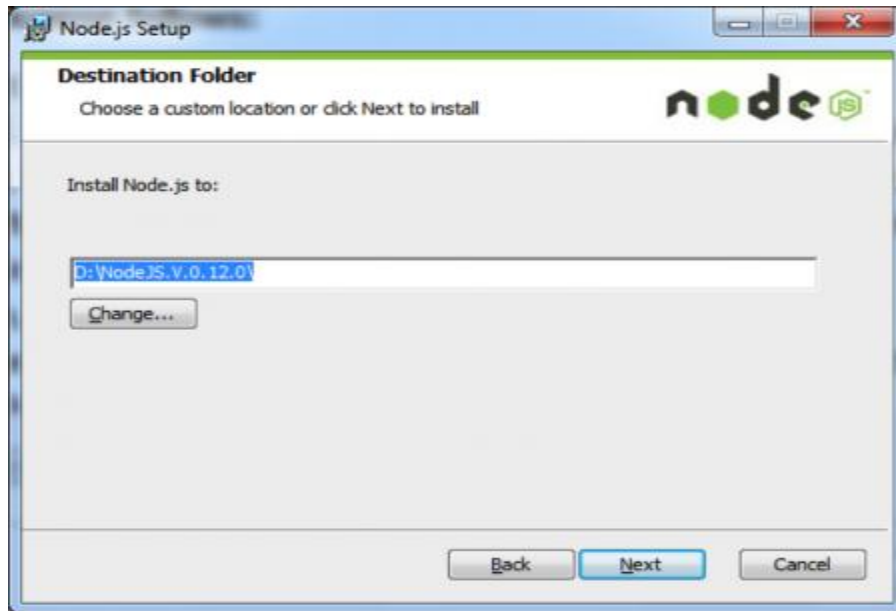 Node.js Setup
Destination Folder
Choose a custom location or click Next to install
node JS
Install Node.js to:
D:\NodeJS.V.0.12.0\
Change...
Back
Next
Cancel